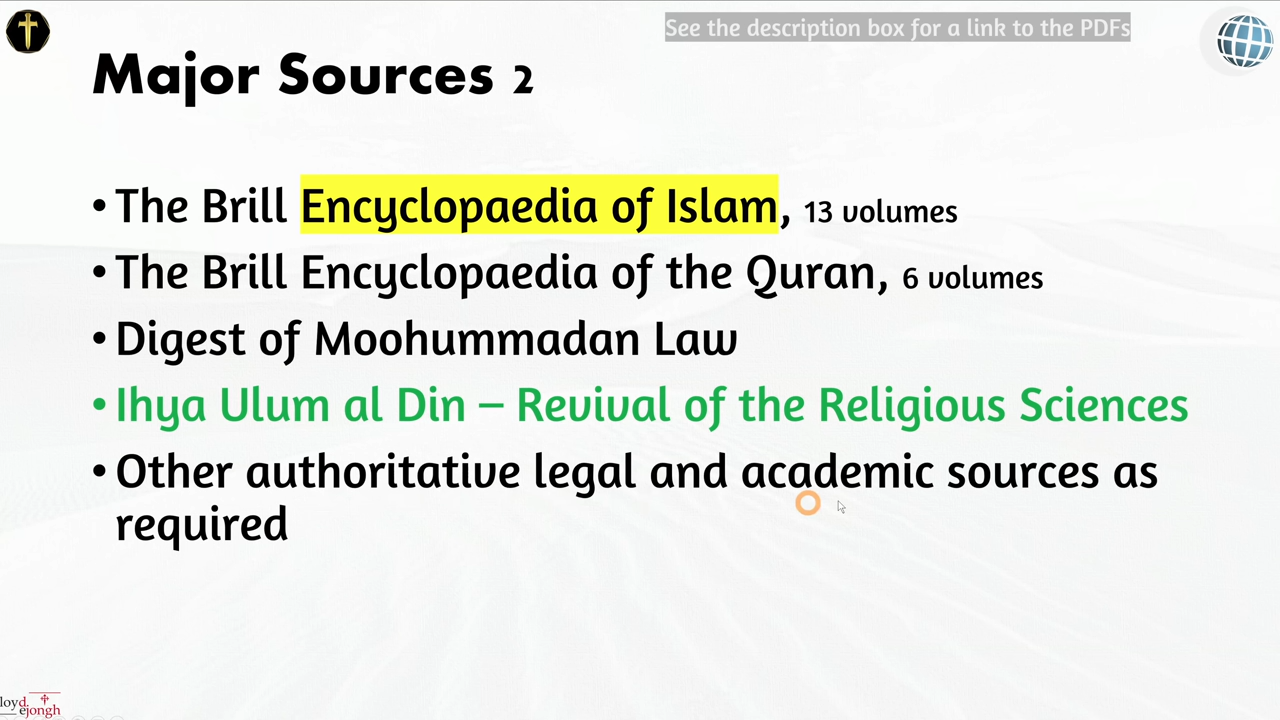 See the description box for a link to the PDFs
Major Sources 2
• The Brill Encyclopaedia of Islam, 13 volumes
• The Brill Encyclopaedia of the Quran, 6 volumes
• Digest of Moohummadan Law
• Ihya Ulum al Din – Revival of the Religious Sciences
• Other authoritative legal and academic sources as
required
loyd
ejongh